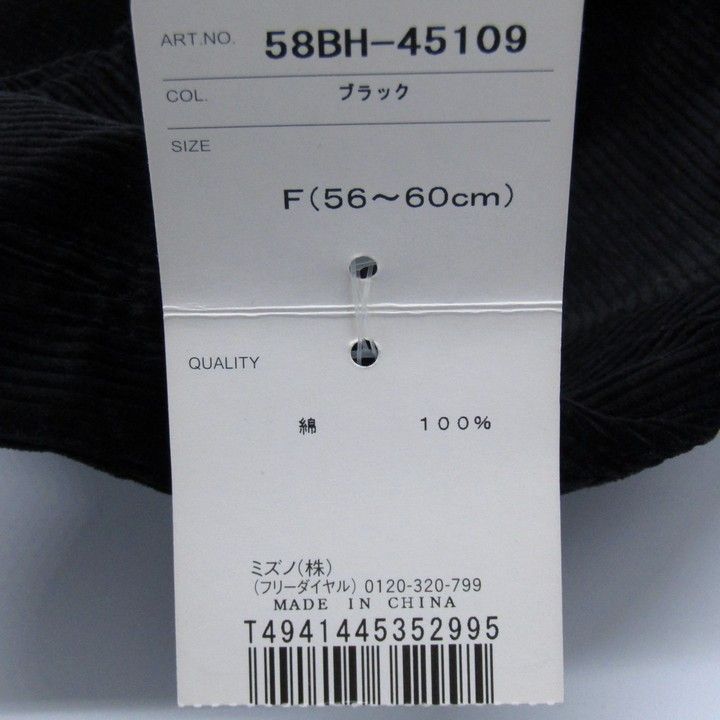 ART.NO. 58BH-45109
COL. ブラック
SIZE
F(56～60cm)
QUALITY
綿 100%
ミズノ(株)
(フリーダイヤル) 0120-320-799
MADE IN CHINA
T4941445352995